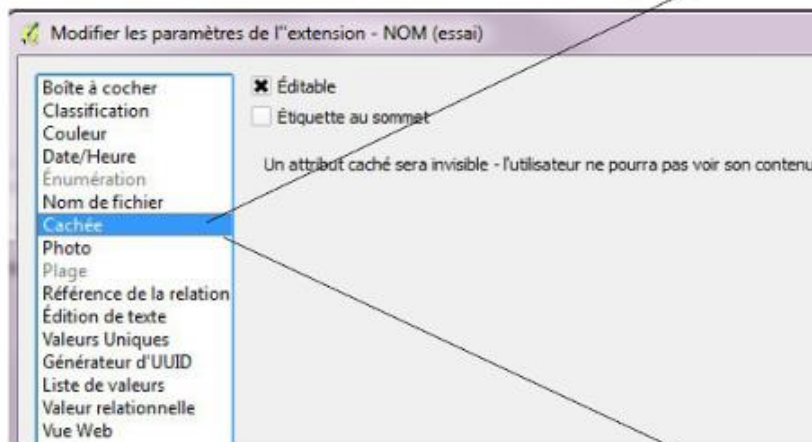 Modifier les paramètres de l''extension - NOM (essai)
Boîte à cocher
Classification
Couleur
Date/Heure
Énumération
Nom de fichier
Cachée
Photo
Plage
Référence de la relation
Édition de texte
Valeurs Uniques
Générateur d'UUID
Liste de valeurs
Valeur relationnelle
Vue Web
Éditable
Étiquette au sommet
Un attribut caché sera invisible - l'utilisateur ne pourra pas voir son contenu